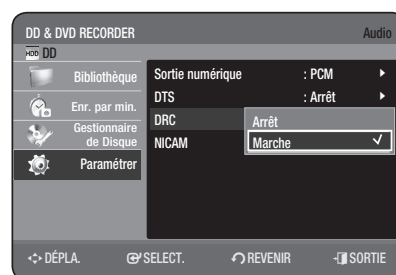 DD & DVD RECORDER Audio
HDD DD
Bibliothèque
Enr. par min.
Gestionnaire
de Disque
Paramétrer
Sortie numérique : PCM
DTS : Arrêt
DRC
NICAM
Arrêt
Marche
DÉPLA. SELECT. REVENIR SORTIE